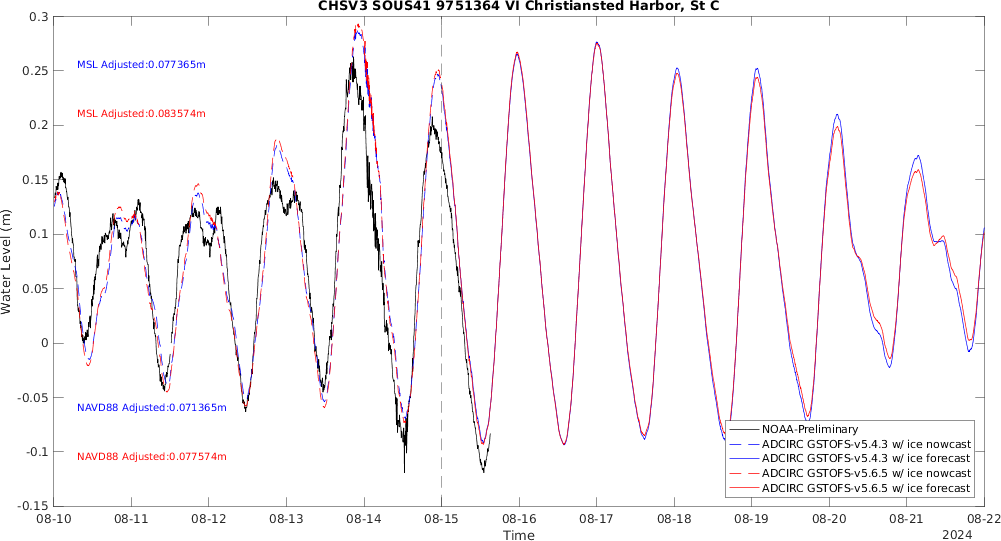 CHSV3 SOUS41 9751364 VI Christiansted Harbor, St C
0.3
0.25
0.2
0.15
0.1
0.05
0
-0.05
-0.1
-0.15
Water Level (m)
MSL Adjusted:0.077365m
MSL Adjusted:0.083574m
NAVD88 Adjusted:0.071365m
NAVD88 Adjusted:0.077574m
NOAA-Preliminary
ADCIRC GSTOFS-v5.4.3 w/ ice nowcast
ADCIRC GSTOFS-v5.4.3 w/ ice forecast
ADCIRC GSTOFS-v5.6.5 w/ ice nowcast
ADCIRC GSTOFS-v5.6.5 w/ ice forecast
08-10 08-11 08-12 08-13 08-14 08-15 08-16 08-17 08-18 08-19 08-20 08-21 08-22
Time
2024